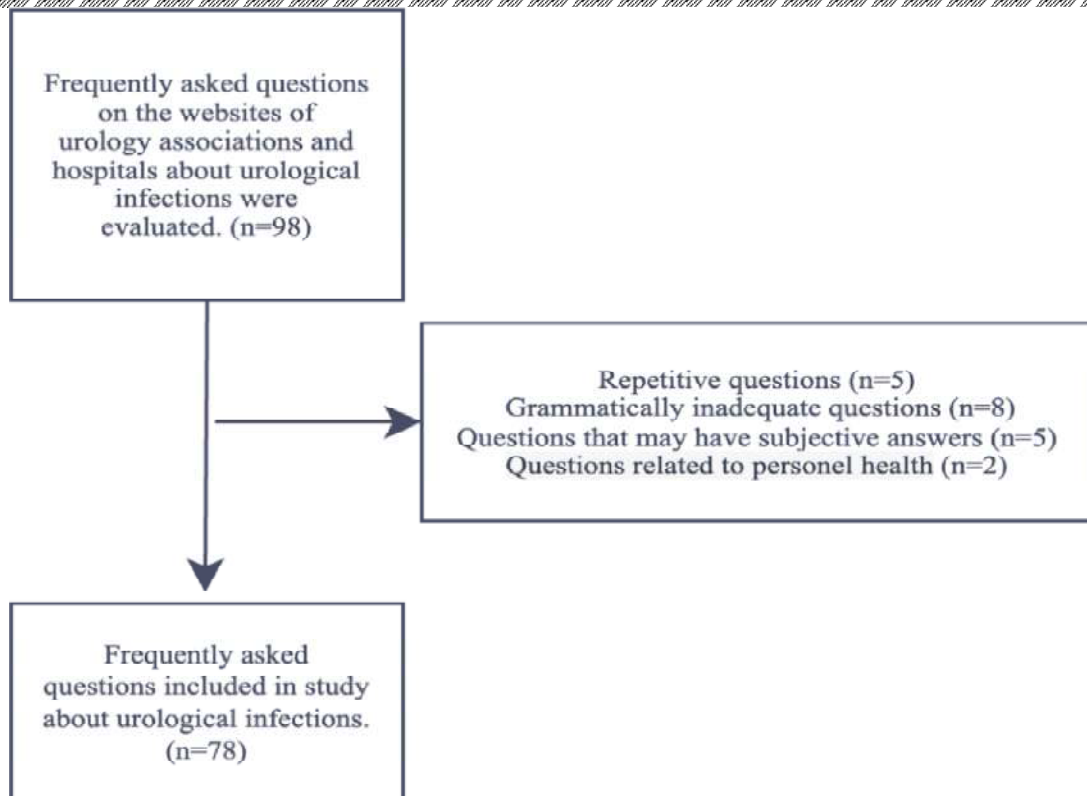 Frequently asked questions
on the websites of
urology associations and
hospitals about urological
infections were
evaluated. (n=98)
Repetitive questions (n=5)
Grammatically inadequate questions (n=8)
Questions that may have subjective answers (n=5)
Questions related to personel health (n=2)
Frequently asked
questions included in study
about urological infections.
(n=78)